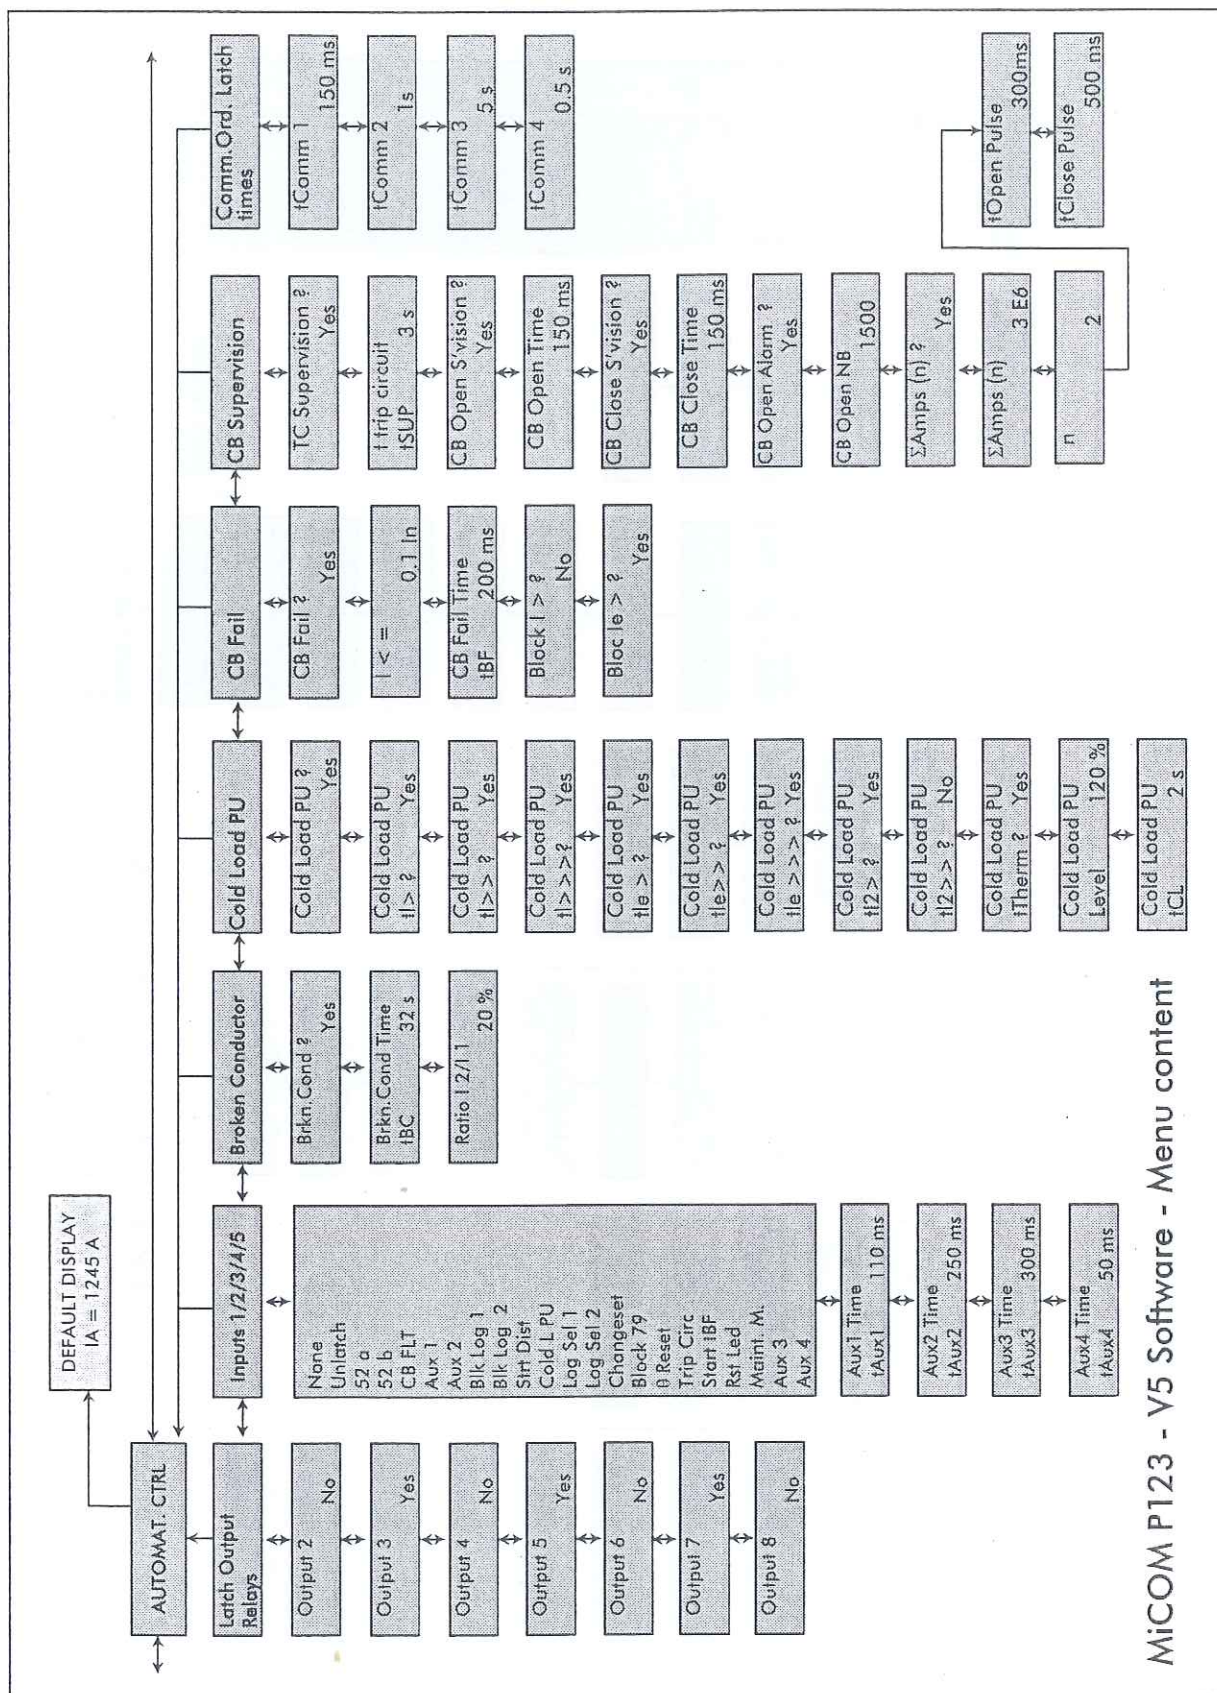 DEFAULT DISPLAY
IA = 1245 A
AUTOMAT. CTRL
Latch Output
Relays
Output 2
No
Output 3
Yes
Output 4
No
Output 5
Yes
Output 6
No
Output 7
Yes
Output 8
No
Inputs 1/2/3/4/5
None
Unlatch
52 a
52 b
CB FLT
Aux 1
Aux 2
Blk Log 1
Blk Log 2
Strt Dist
Cold L PU
Log Sel 1
Log Sel 2
Changeset
Block 79
θ Reset
Trip Circ
Start tBF
Rst Led
Maint. M.
Aux 3
Aux 4
Aux1 Time
tAux1 110 ms
Aux2 Time
tAux2 250 ms
Aux3 Time
tAux3 300 ms
Aux4 Time
tAux4 50 ms
Broken Conductor
Brkn.Cond ?
Yes
Brkn.Cond Time
tBC 32 s
Ratio I 2/I 1
20 %
Cold Load PU
Cold Load PU ?
Yes
Cold Load PU
tI> ? Yes
Cold Load PU
tI>> ? Yes
Cold Load PU
tI>>>? Yes
Cold Load PU
tIe > ? Yes
Cold Load PU
tIe>> ? Yes
Cold Load PU
tIe >>> ? Yes
Cold Load PU
tI2> ? Yes
Cold Load PU
tI2>> ? No
Cold Load PU
tTherm ? Yes
Cold Load PU
Level 120 %
Cold Load PU
tCL 2 s
CB Fail
CB Fail ?
Yes
I < =
0.1 In
CB Fail Time
tBF 200 ms
Block I > ?
No
Bloc Ie > ?
Yes
CB Supervision
TC Supervision ?
Yes
t trip circuit
tSUP 3 s
CB Open S'vision ?
Yes
CB Open Time
150 ms
CB Close S'vision ?
Yes
CB Close Time
150 ms
CB Open Alarm ?
Yes
CB Open NB
1500
ΣAmps (n) ?
Yes
ΣAmps (n)
3 E6
n
2
tOpen Pulse
300ms
tClose Pulse
500 ms
Comm.Ord. Latch
times
tComm 1
150 ms
tComm 2
1s
tComm 3
5 s
tComm 4
0.5 s
MiCOM P123 - V5 Software - Menu content